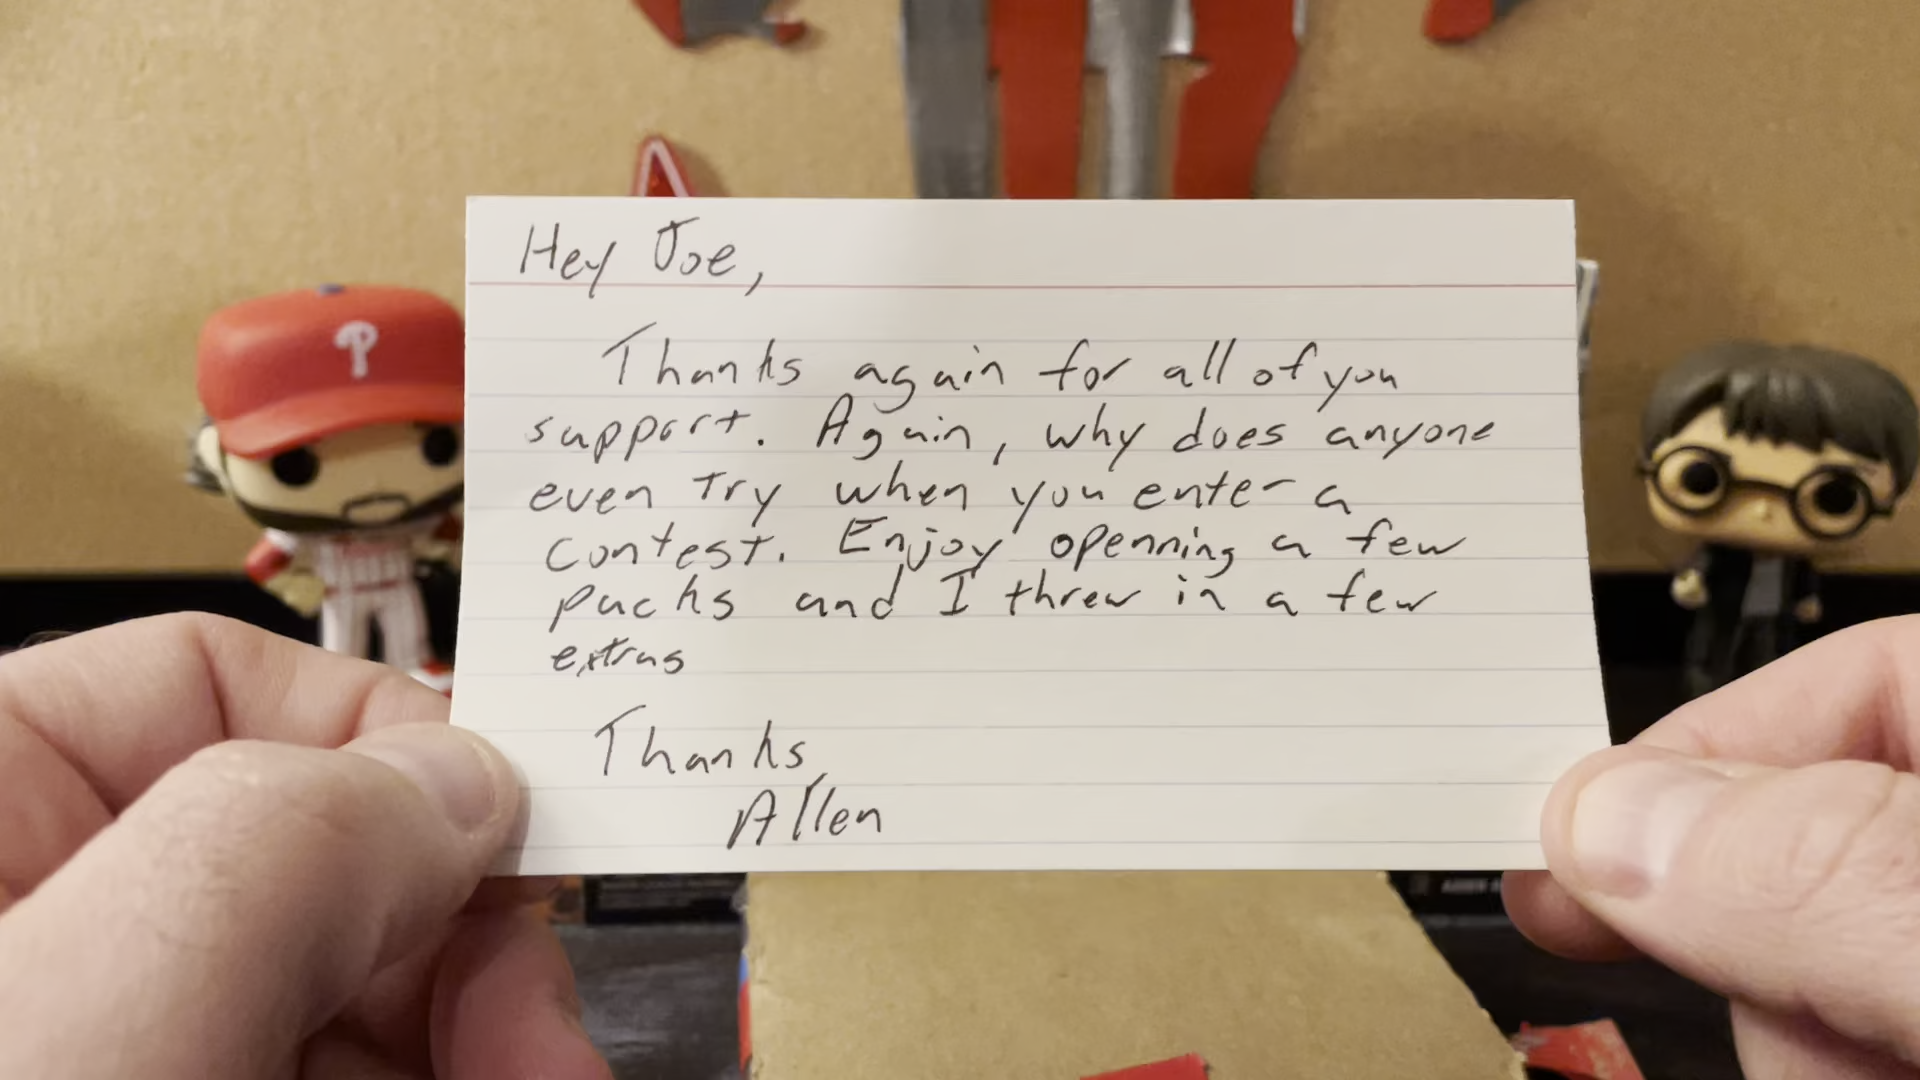 Hey Joe,
Thanks again for all of you
support. Again, why does anyone
even try when you enter a
contest. Enjoy openning a few
packs and I threw in a few
extras
Thanks
Allen
P